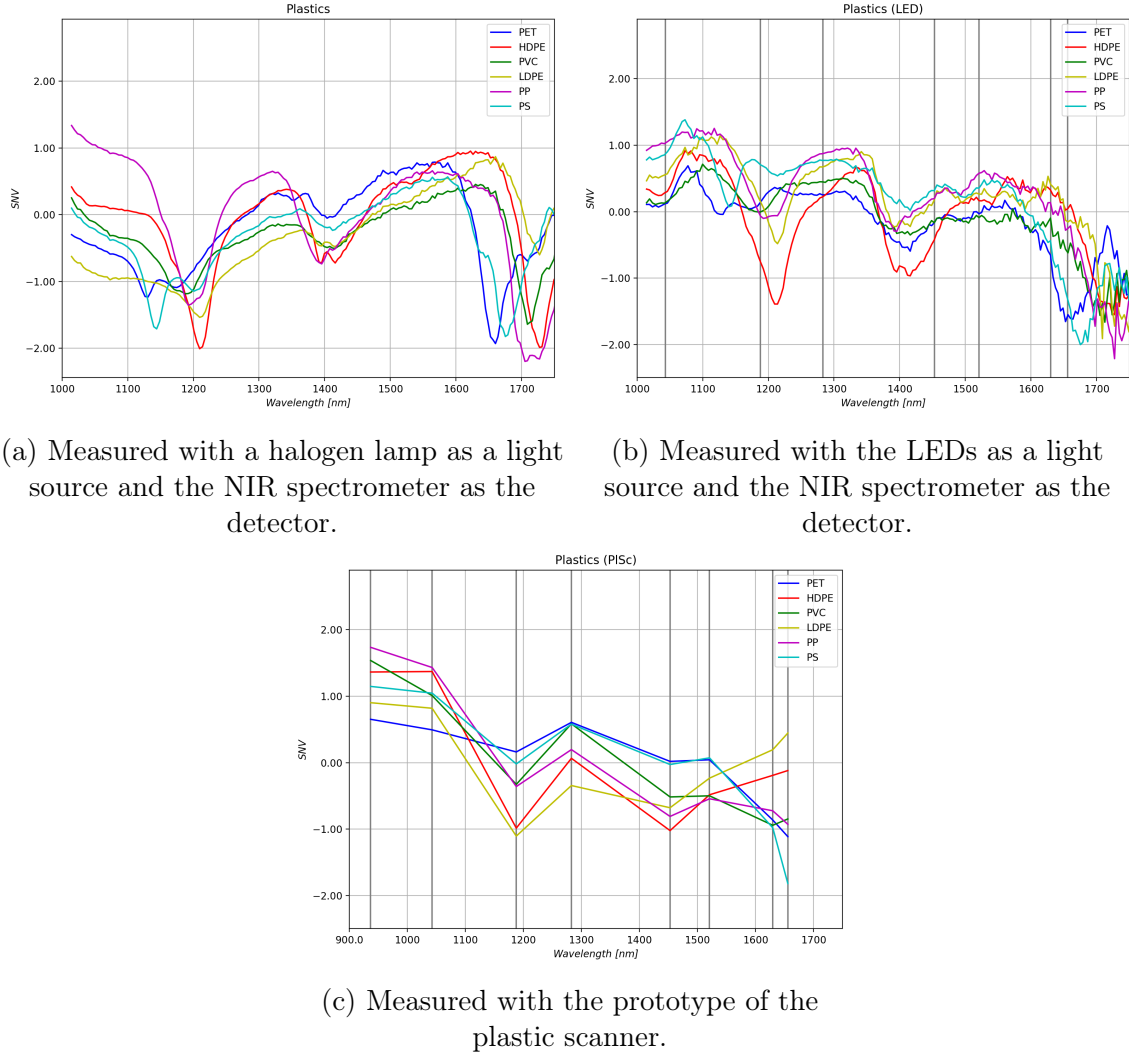 Plastics
PET
HDPE
PVC
LDPE
PP
PS
2.00
1.00
0.00
−1.00
−2.00
SNV
1000 1100 1200 1300 1400 1500 1600 1700
Wavelength [nm]
(a) Measured with a halogen lamp as a light
source and the NIR spectrometer as the
detector.
Plastics (LED)
PET
HDPE
PVC
LDPE
PP
PS
2.00
1.00
0.00
−1.00
−2.00
SNV
1000 1100 1200 1300 1400 1500 1600 1700
Wavelength [nm]
(b) Measured with the LEDs as a light
source and the NIR spectrometer as the
detector.
Plastics (PlSc)
PET
HDPE
PVC
LDPE
PP
PS
2.00
1.00
0.00
−1.00
−2.00
SNV
900.0 1000 1100 1200 1300 1400 1500 1600 1700
Wavelength [nm]
(c) Measured with the prototype of the
plastic scanner.